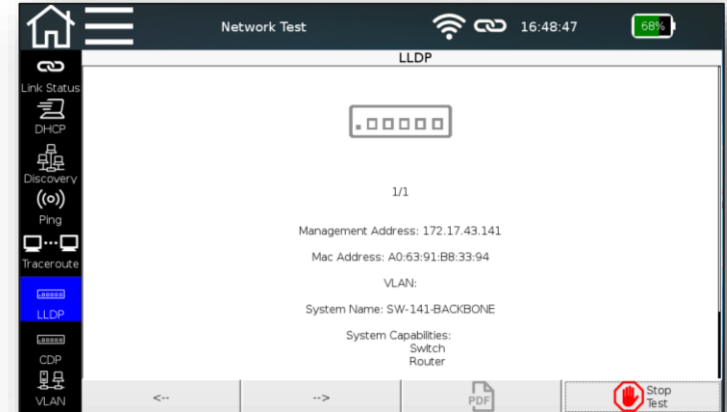 Network Test
16:48:47
68%
LLDP
Link Status
DHCP
Discovery
Ping
Traceroute
LLDP
CDP
VLAN
1/1
Management Address: 172.17.43.141
Mac Address: A0:63:91:B8:33:94
VLAN:
System Name: SW-141-BACKBONE
System Capabilities:
Switch
Router
<--
-->
PDF
Stop
Test